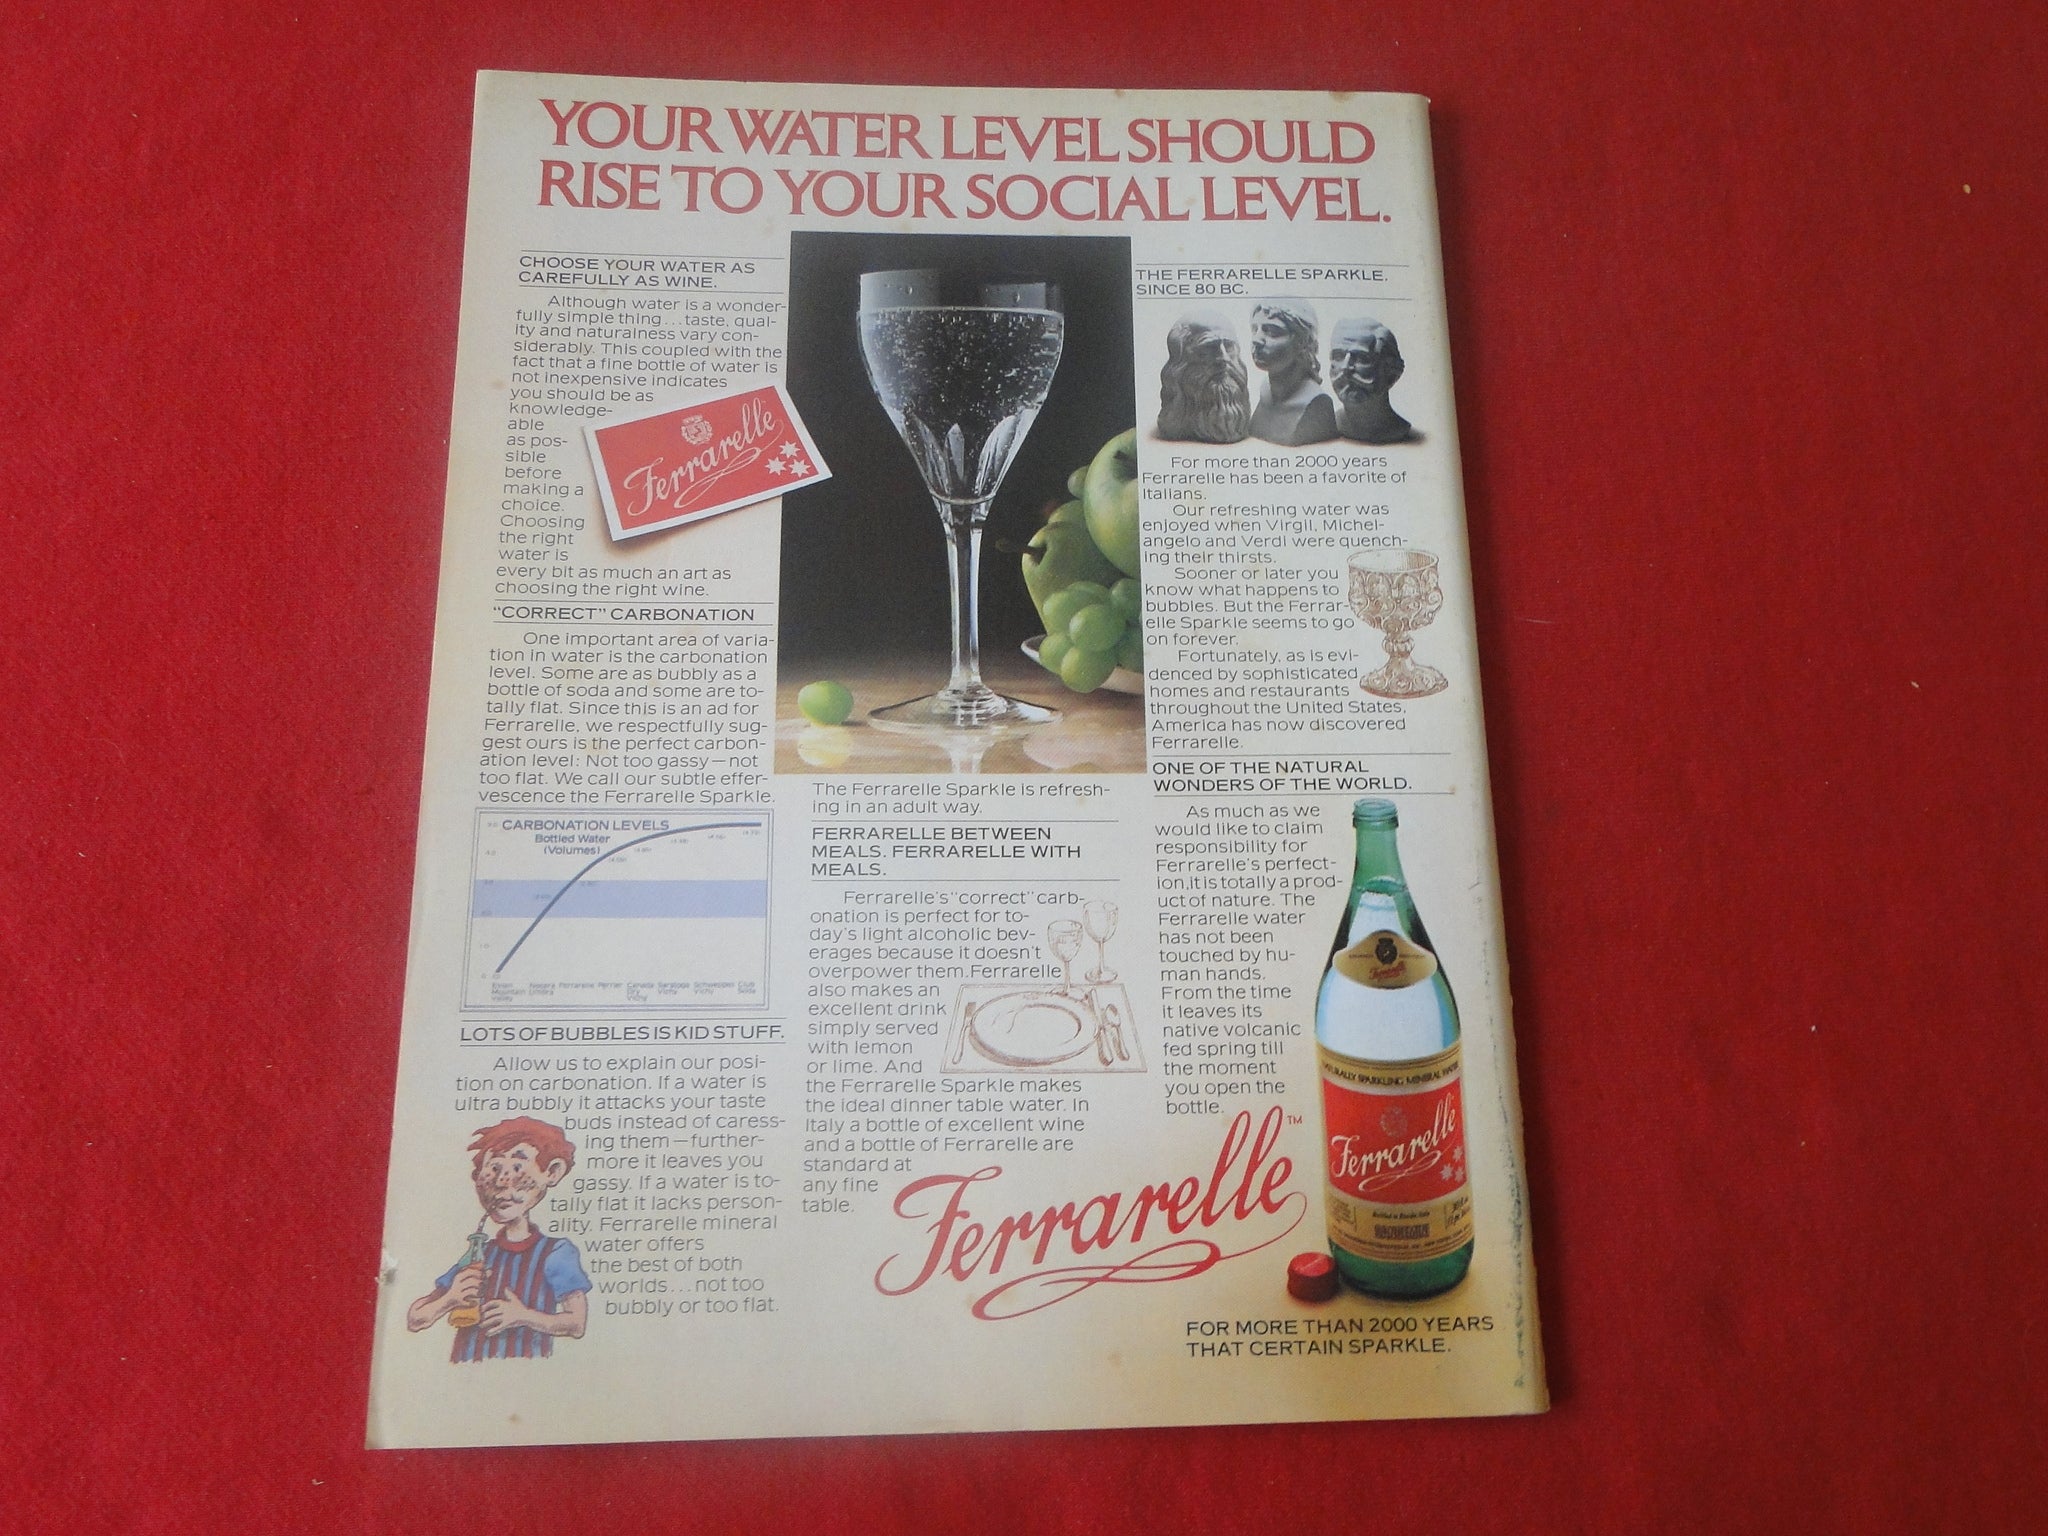 YOUR WATER LEVEL SHOULD
RISE TO YOUR SOCIAL LEVEL.
CHOOSE YOUR WATER AS
CAREFULLY AS WINE.
Although water is a wonder-
fully simple thing...taste, qual-
ity and naturalness vary con-
siderably. This coupled with the
fact that a fine bottle of water is
not inexpensive indicates
you should be as
knowledge-
able
as pos-
sible
before
making a
choice.
Choosing
the right
water is
every bit as much an art as
choosing the right wine.
Ferrarelle
"CORRECT" CARBONATION
One important area of varia-
tion in water is the carbonation
level. Some are as bubbly as a
bottle of soda and some are to-
tally flat. Since this is an ad for
Ferrarelle, we respectfully sug-
gest ours is the perfect carbon-
ation level: Not too gassy—not
too flat. We call our subtle effer-
vescence the Ferrarelle Sparkle.
CARBONATION LEVELS
Bottled Water
(Volumes)
Evian Nocera Ferrarelle Perrier Canada Saratoga Schweppes Club
Mountain Umbra Dry Vichy Vichy Soda
Valley Vichy
LOTS OF BUBBLES IS KID STUFF.
Allow us to explain our posi-
tion on carbonation. If a water is
ultra bubbly it attacks your taste
buds instead of caress-
ing them—further-
more it leaves you
gassy. If a water is to-
tally flat it lacks person-
ality. Ferrarelle mineral
water offers
the best of both
worlds...not too
bubbly or too flat.
The Ferrarelle Sparkle is refresh-
ing in an adult way.
FERRARELLE BETWEEN
MEALS. FERRARELLE WITH
MEALS.
Ferrarelle's "correct" carb-
onation is perfect for to-
day's light alcoholic bev-
erages because it doesn't
overpower them. Ferrarelle
also makes an
excellent drink
simply served
with lemon
or lime. And
the Ferrarelle Sparkle makes
the ideal dinner table water. In
Italy a bottle of excellent wine
and a bottle of Ferrarelle are
standard at
any fine
table.
THE FERRARELLE SPARKLE.
SINCE 80 BC.
For more than 2000 years
Ferrarelle has been a favorite of
Italians.
Our refreshing water was
enjoyed when Virgil, Michel-
angelo and Verdi were quench-
ing their thirsts.
Sooner or later you
know what happens to
bubbles. But the Ferrar-
elle Sparkle seems to go
on forever.
Fortunately, as is evi-
denced by sophisticated
homes and restaurants
throughout the United States,
America has now discovered
Ferrarelle.
ONE OF THE NATURAL
WONDERS OF THE WORLD.
As much as we
would like to claim
responsibility for
Ferrarelle's perfect-
ion, it is totally a prod-
uct of nature. The
Ferrarelle water
has not been
touched by hu-
man hands.
From the time
it leaves its
native volcanic
fed spring till
the moment
you open the
bottle.
Ferrarelle
NATURALLY SPARKLING MINERAL WATER
Ferrarelle
Ferrarelle™
FOR MORE THAN 2000 YEARS
THAT CERTAIN SPARKLE.